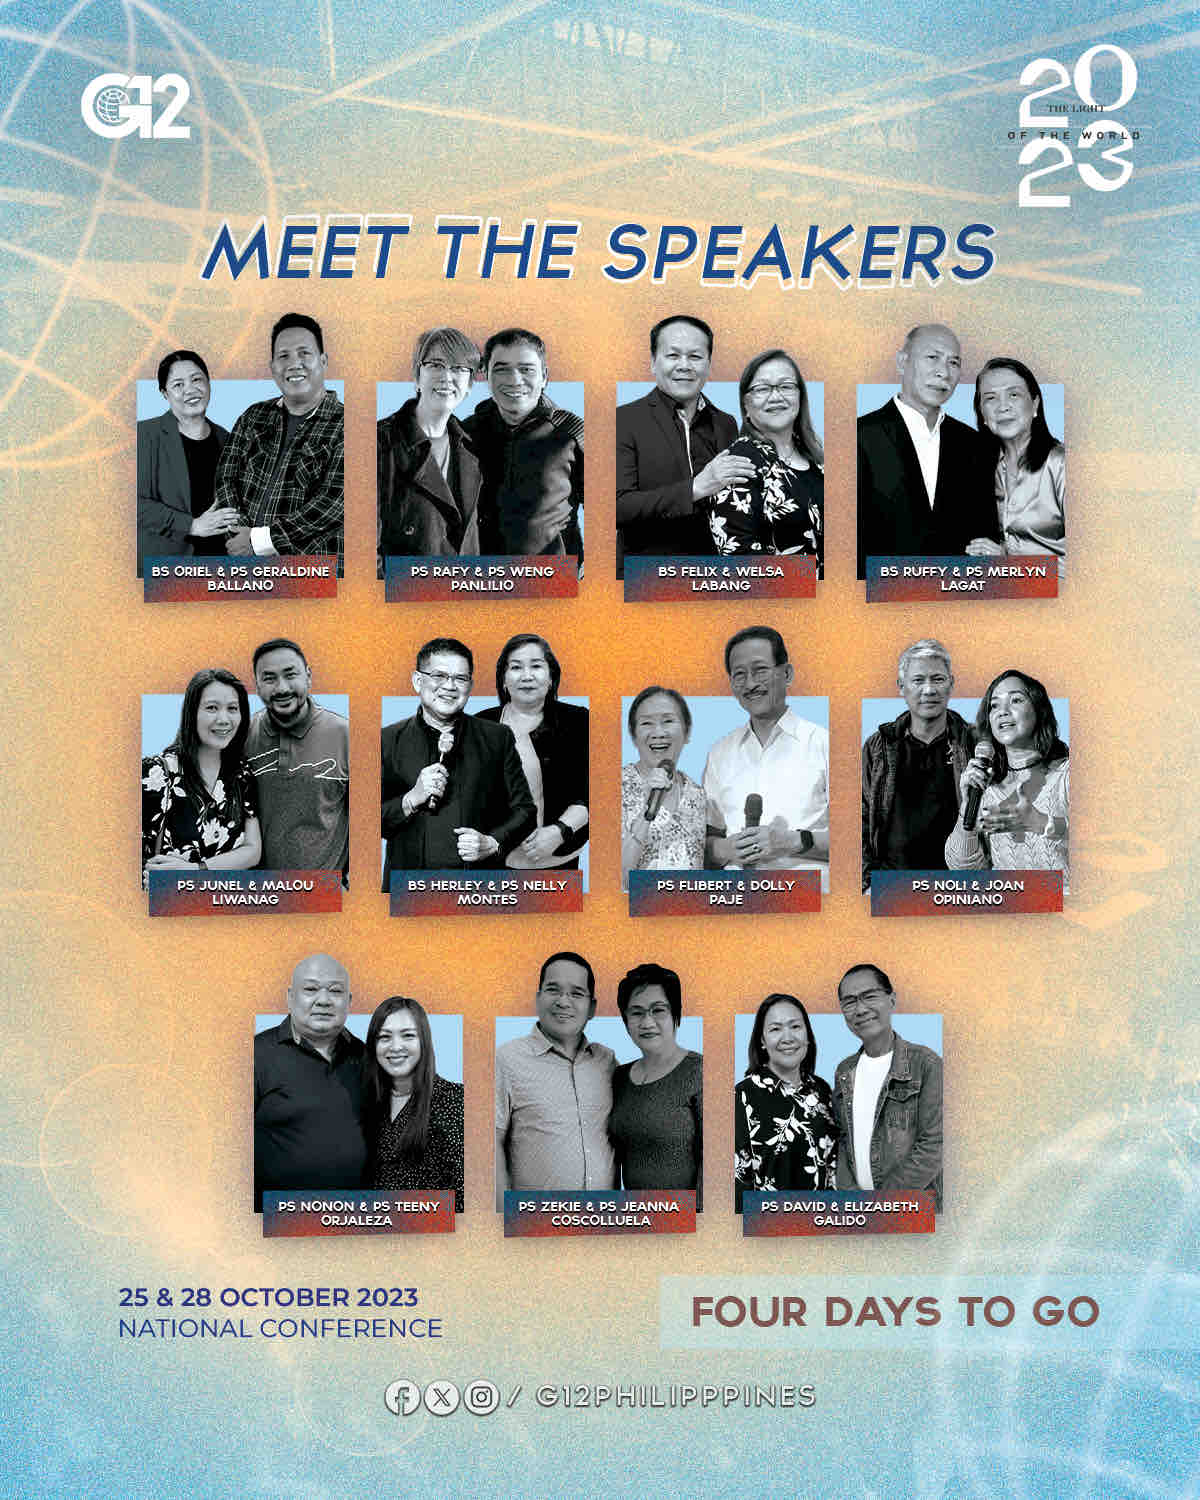 G12
20
THE LIGHT
OF THE WORLD
23
MEET THE SPEAKERS
BS ORIEL & PS GERALDINE
BALLANO
PS RAFY & PS WENG
PANLILIO
BS FELIX & WELSA
LABANG
BS RUFFY & PS MERLYN
LAGAT
PS JUNEL & MALOU
LIWANAG
BS HERLEY & PS NELLY
MONTES
PS FLIBERT & DOLLY
PAJE
PS NOLI & JOAN
OPINIANO
PS NONON & PS TEENY
ORJALEZA
PS ZEKIE & PS JEANNA
COSCOLLUELA
PS DAVID & ELIZABETH
GALIDO
25 & 28 OCTOBER 2023
NATIONAL CONFERENCE
FOUR DAYS TO GO
/ G12PHILIPPPINES